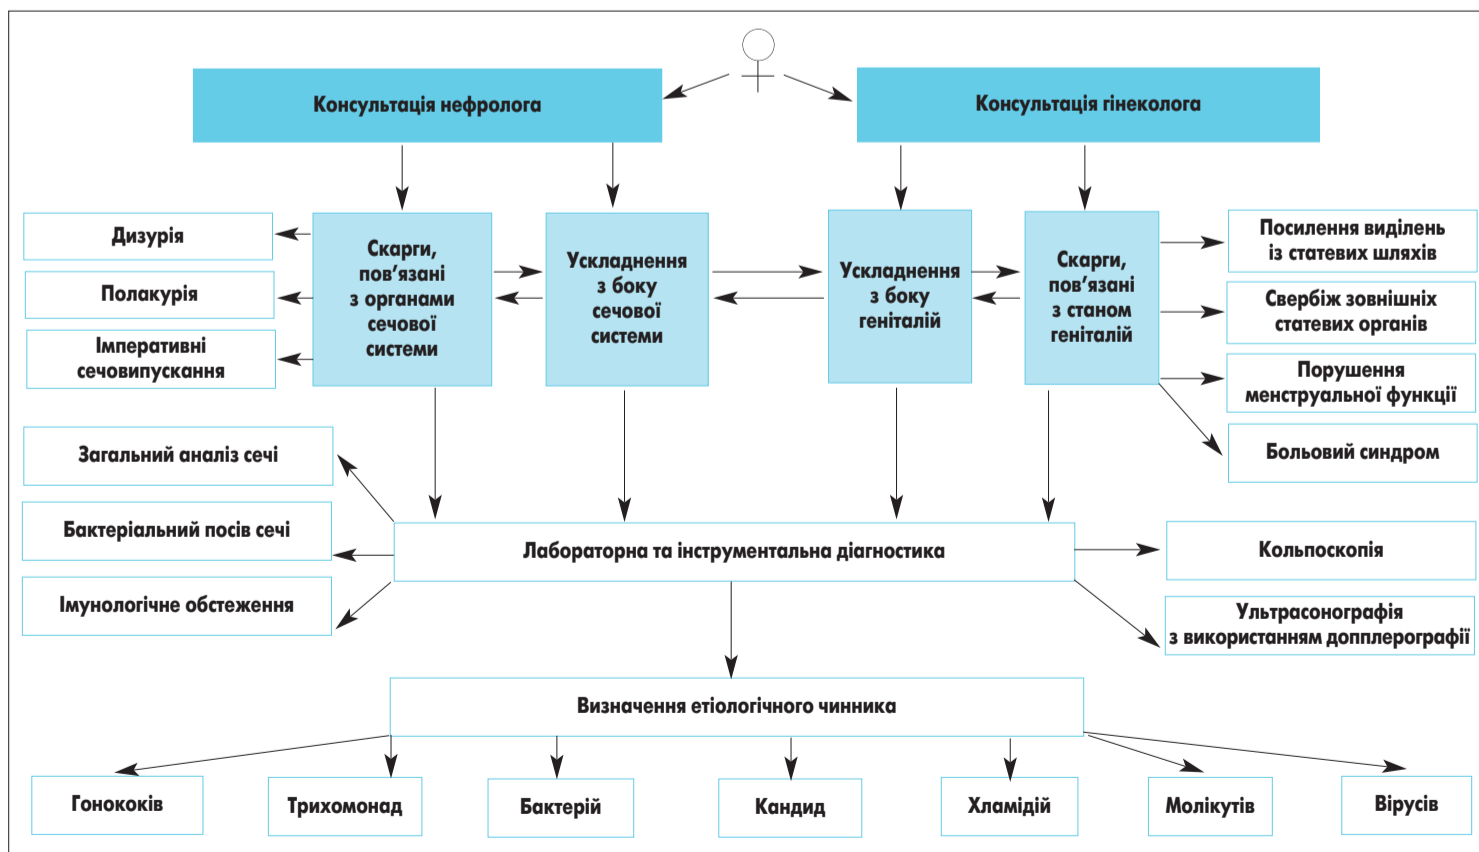 Консультація нефролога
Консультація гінеколога
Скарги,
пов’язані
з органами
сечової
системи
Ускладнення
з боку
сечової
системи
Ускладнення
з боку
геніталій
Скарги,
пов’язані
з станом
геніталій
Дизурія
Полакурія
Імперативні
сечовипускання
Посилення виділень
із статевих шляхів
Свербіж зовнішніх
статевих органів
Порушення
менструальної функції
Больовий синдром
Загальний аналіз сечі
Бактеріальний посів сечі
Імунологічне обстеження
Лабораторна та інструментальна діагностика
Кольпоскопія
Ультрасонографія
з використанням допплерографії
Визначення етіологічного чинника
Гонококів
Трихомонад
Бактерій
Кандид
Хламідій
Молікутів
Вірусів